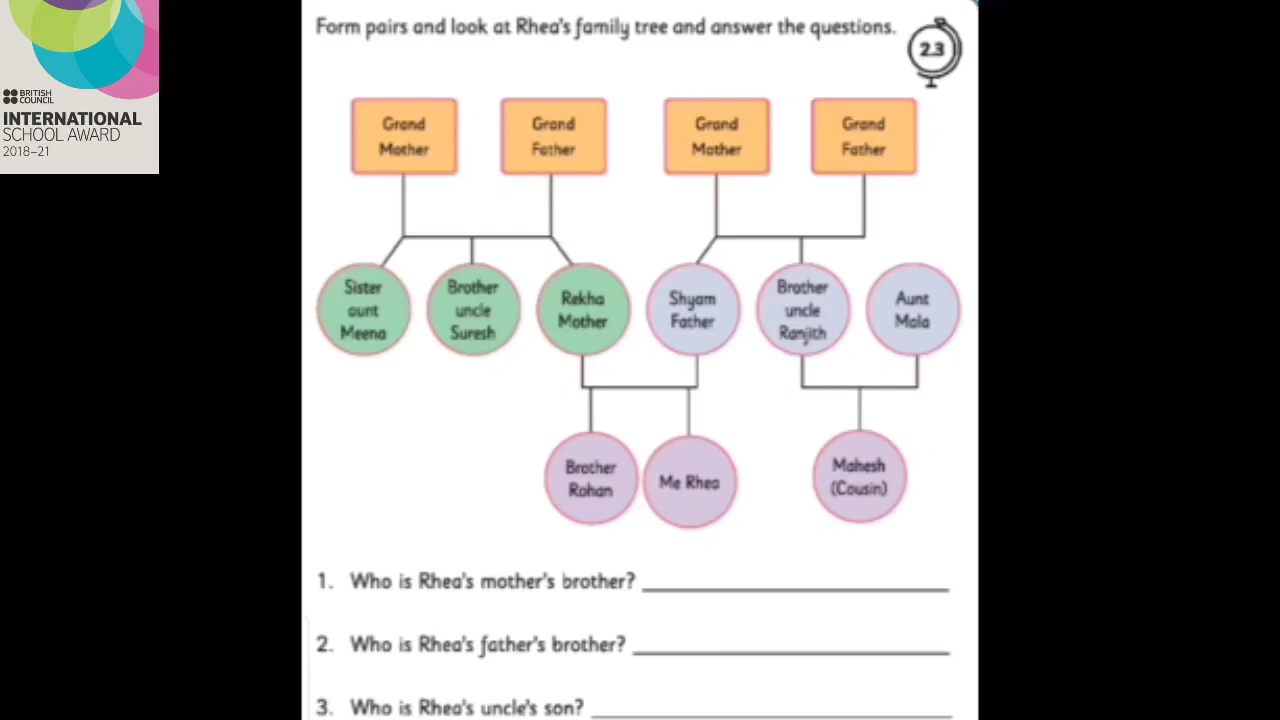 BRITISH
COUNCIL
INTERNATIONAL
SCHOOL AWARD
2018–21
Form pairs and look at Rhea's family tree and answer the questions.
2.3
Grand
Mother
Grand
Father
Grand
Mother
Grand
Father
Sister
aunt
Meena
Brother
uncle
Suresh
Rekha
Mother
Shyam
Father
Brother
uncle
Ranjith
Aunt
Mala
Brother
Rohan
Me Rhea
Mahesh
(Cousin)
1. Who is Rhea's mother's brother?
2. Who is Rhea's father's brother?
3. Who is Rhea's uncle's son?